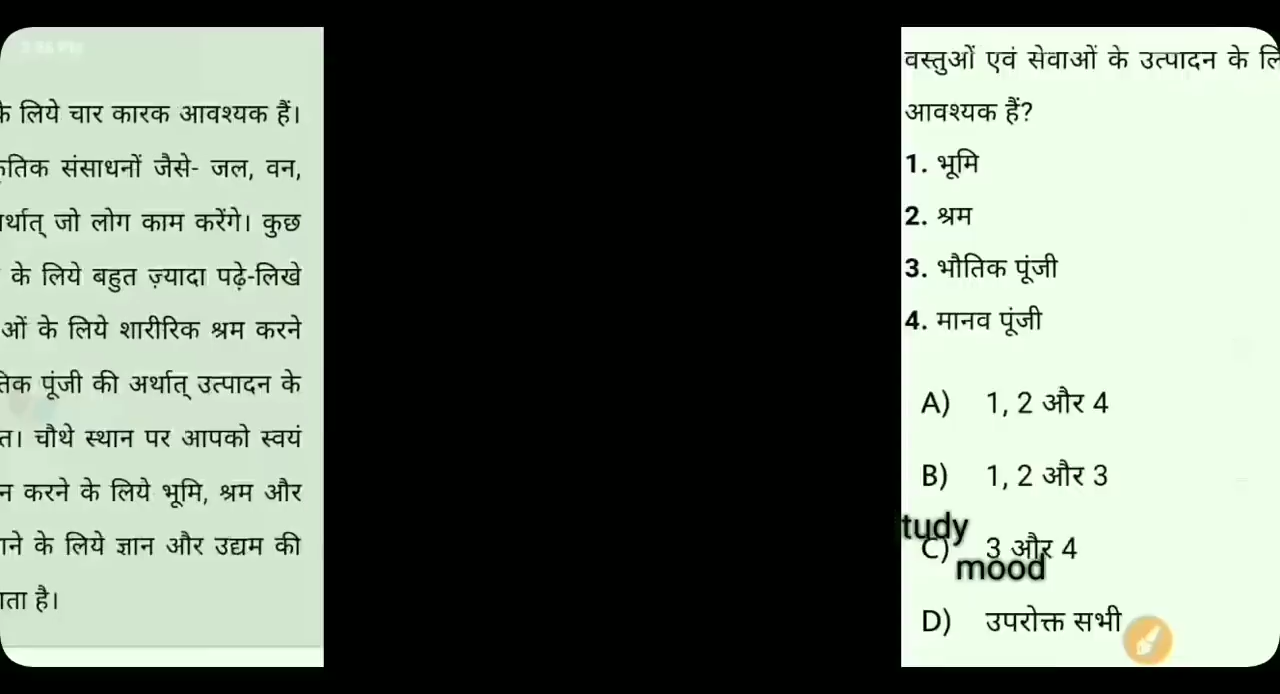 के लिये चार कारक आवश्यक हैं।
संसाधनों जैसे- जल, वन,
जो लोग काम करेंगे। कुछ
के लिये बहुत ज़्यादा पढ़े-लिखे
के लिये शारीरिक श्रम करने
पूंजी की अर्थात् उत्पादन के
चौथे स्थान पर आपको स्वयं
करने के लिये भूमि, श्रम और
के लिये ज्ञान और उद्यम की
है।
वस्तुओं एवं सेवाओं के उत्पादन के
आवश्यक हैं?
1. भूमि
2. श्रम
3. भौतिक पूंजी
4. मानव पूंजी
A) 1, 2 और 4
B) 1, 2 और 3
tudy
C) 3 और 4
mood
D) उपरोक्त सभी